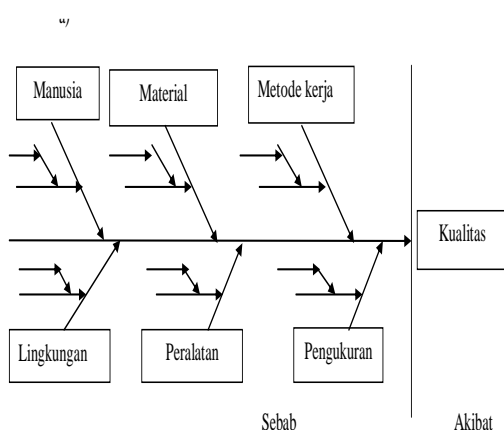 Manusia
Material
Metode kerja
Kualitas
Lingkungan
Peralatan
Pengukuran
Sebab
Akibat